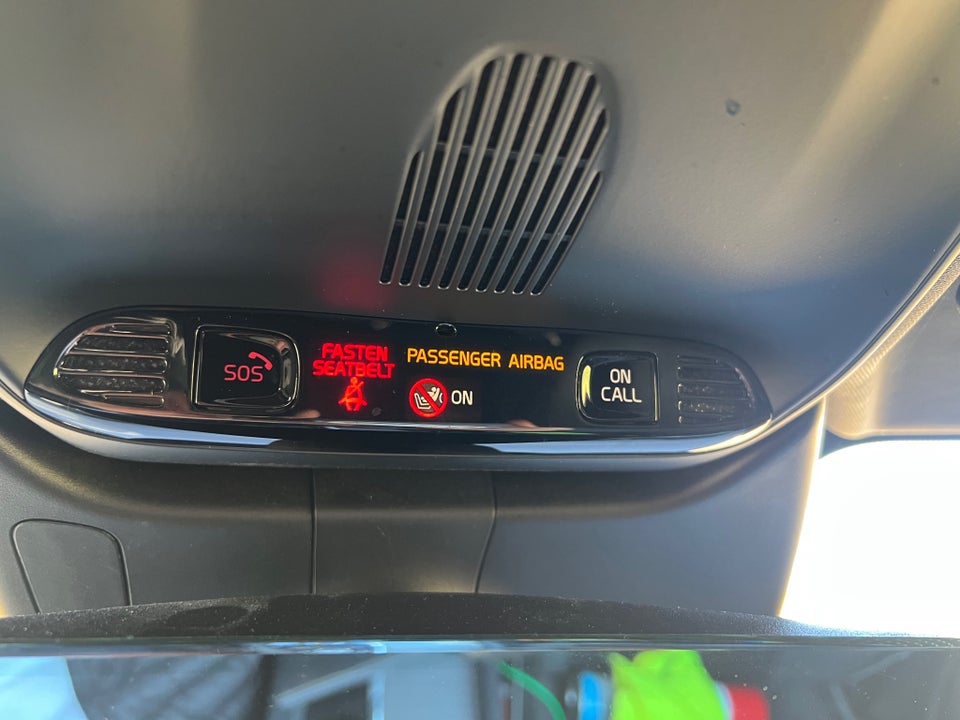 SOS
FASTEN
SEATBELT
PASSENGER AIRBAG
ON
ON
CALL